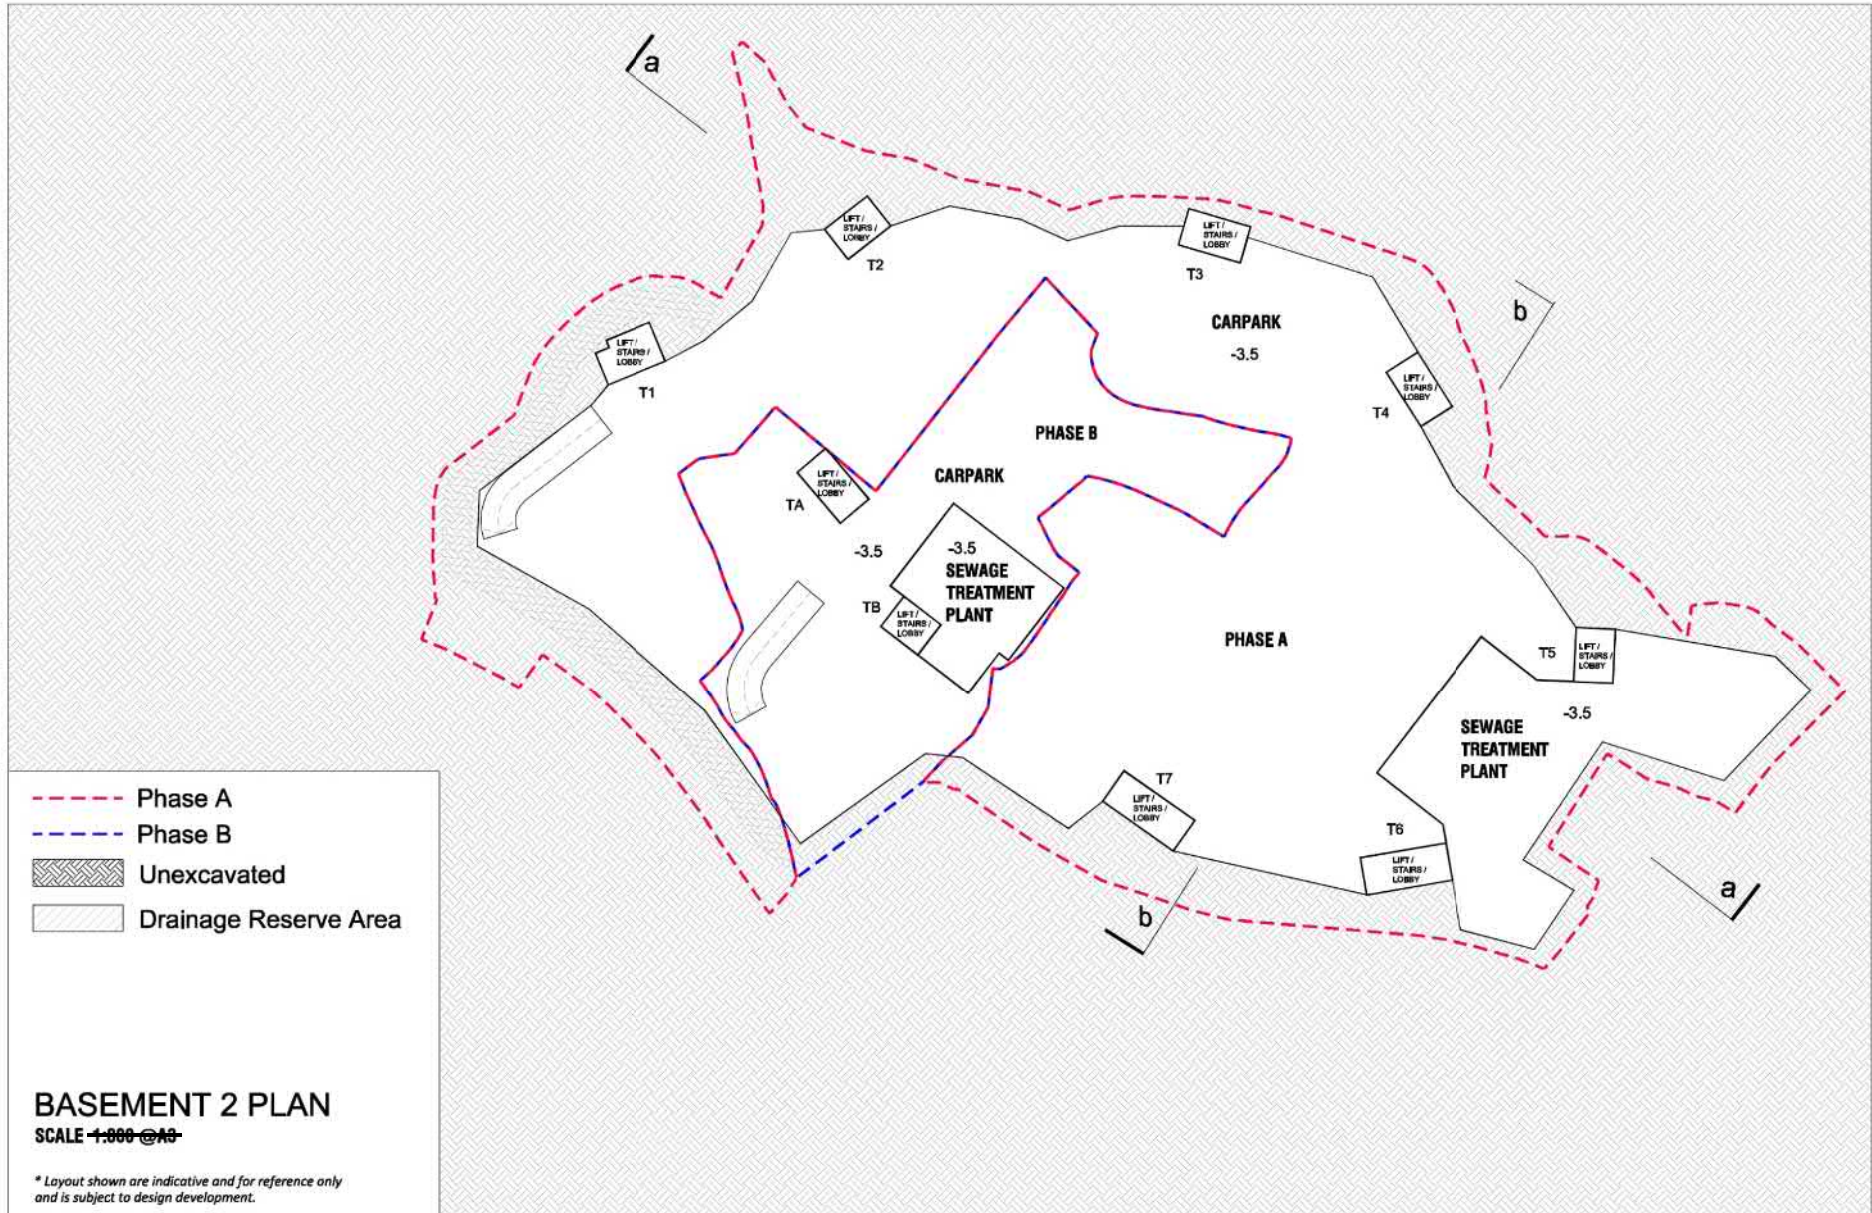 a
LIFT /
STAIRS /
LOBBY
T2
LIFT /
STAIRS /
LOBBY
T3
b
CARPARK
-3.5
LIFT /
STAIRS /
LOBBY
T1
LIFT /
STAIRS /
LOBBY
T4
PHASE B
CARPARK
LIFT /
STAIRS /
LOBBY
TA
-3.5
-3.5
SEWAGE
TREATMENT
PLANT
TB
LIFT /
STAIRS /
LOBBY
PHASE A
T5
LIFT /
STAIRS /
LOBBY
-3.5
SEWAGE
TREATMENT
PLANT
T7
LIFT /
STAIRS /
LOBBY
T6
LIFT /
STAIRS /
LOBBY
a
b
Phase A
Phase B
Unexcavated
Drainage Reserve Area
BASEMENT 2 PLAN
SCALE 1:800 @A3
* Layout shown are indicative and for reference only
and is subject to design development.